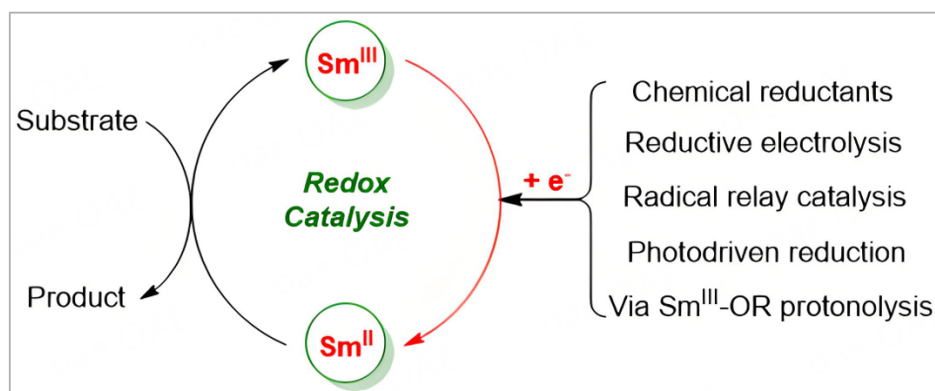 Sm^III
Substrate
Redox
Catalysis
Product
Sm^II
+ e^-
Chemical reductants
Reductive electrolysis
Radical relay catalysis
Photodriven reduction
Via Sm^III-OR protonolysis